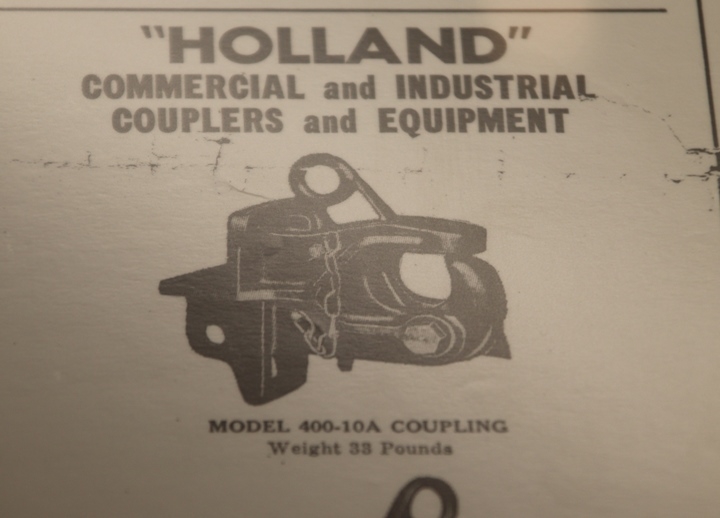 "HOLLAND"
COMMERCIAL and INDUSTRIAL
COUPLERS and EQUIPMENT
MODEL 400-10A COUPLING
Weight 33 Pounds